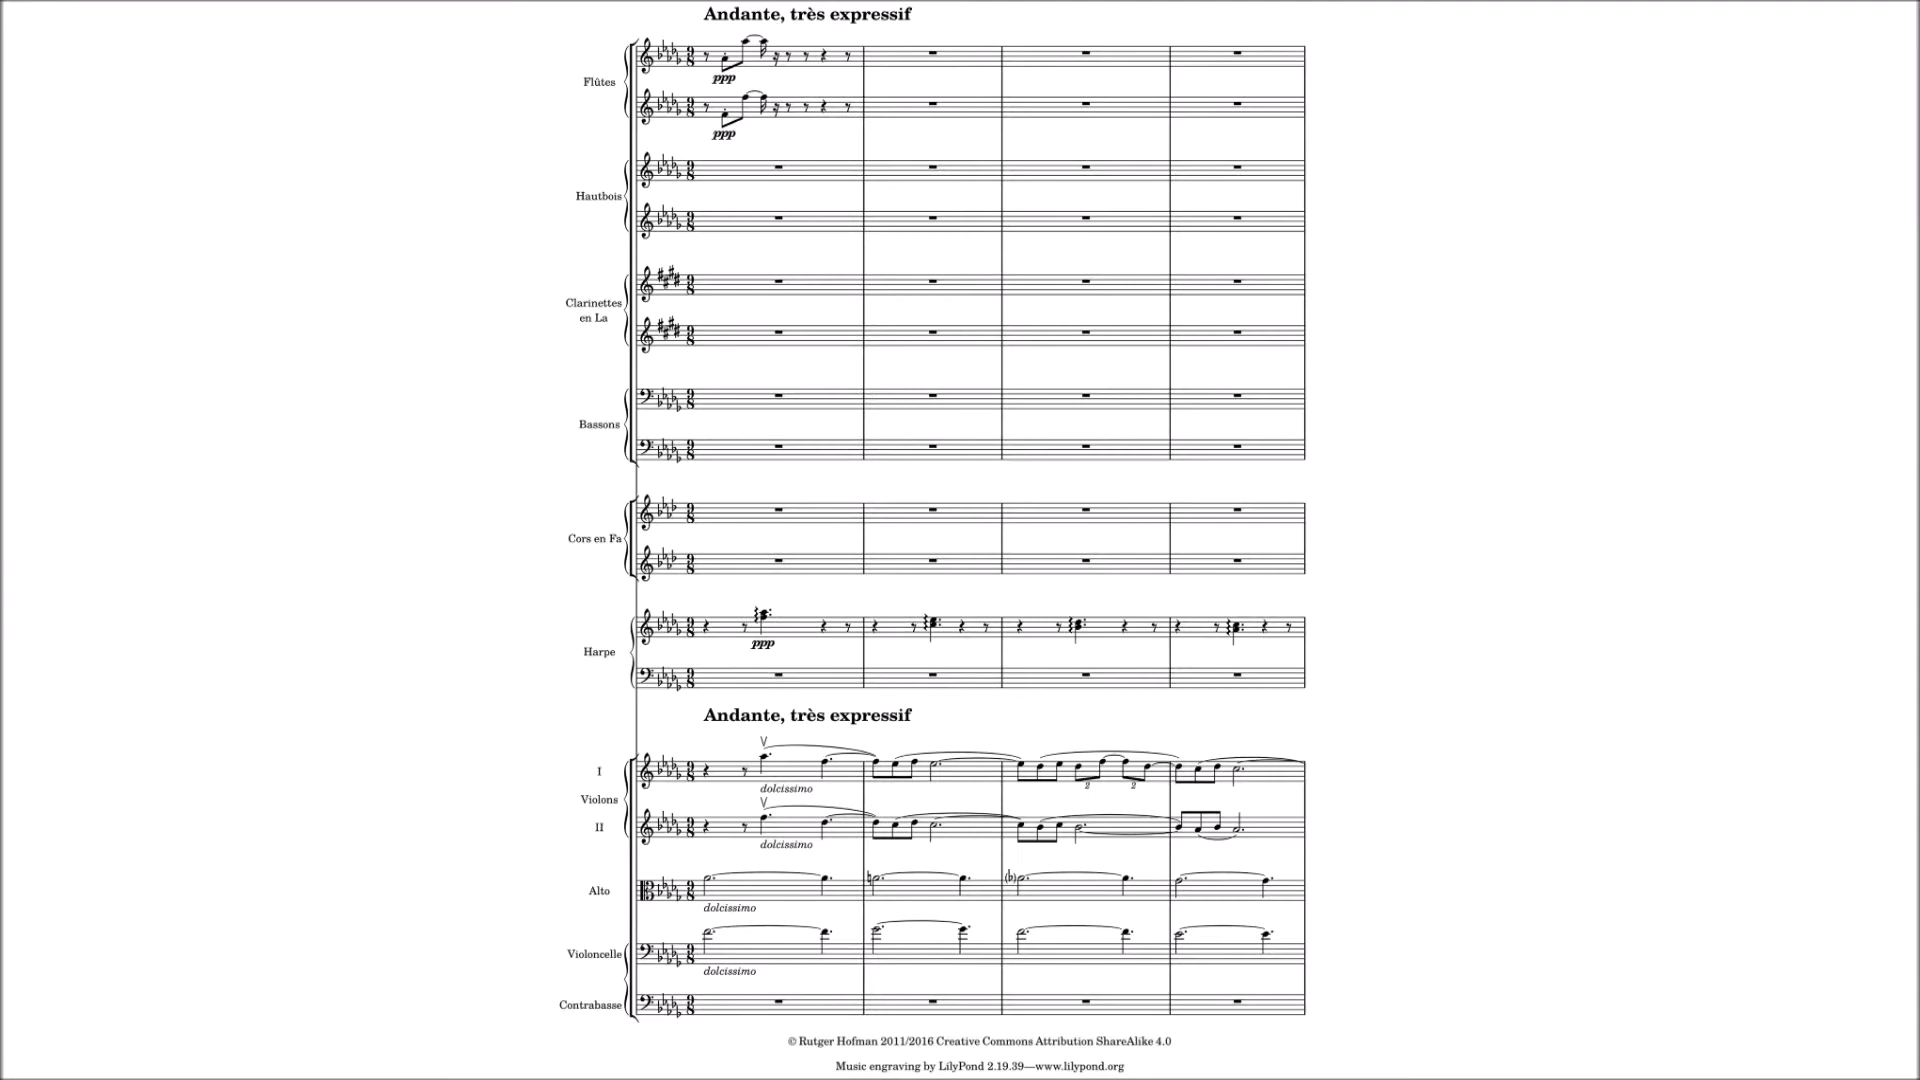 Andante, très expressif
Flûtes
ppp
ppp
Hautbois
Clarinettes
en La
Bassons
Cors en Fa
Harpe
ppp
Andante, très expressif
I
dolcissimo
2 2
Violons
II
dolcissimo
Alto
dolcissimo
Violoncelle
dolcissimo
Contrabasse
© Rutger Hofman 2011/2016 Creative Commons Attribution ShareAlike 4.0
Music engraving by LilyPond 2.19.39—www.lilypond.org